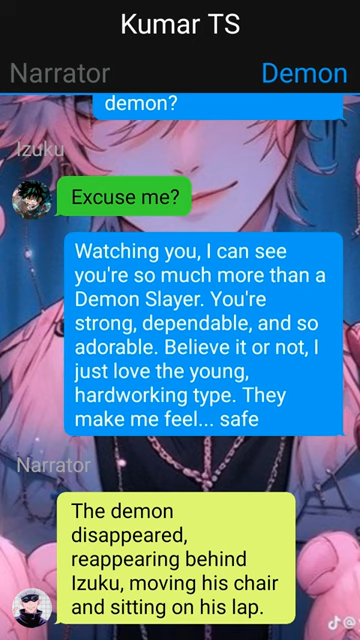 Kumar TS
Narrator
Demon
demon?
Izuku
Excuse me?
Watching you, I can see
you're so much more than a
Demon Slayer. You're
strong, dependable, and so
adorable. Believe it or not, I
just love the young,
hardworking type. They
make me feel... safe
Narrator
The demon
disappeared,
reappearing behind
Izuku, moving his chair
and sitting on his lap.
@